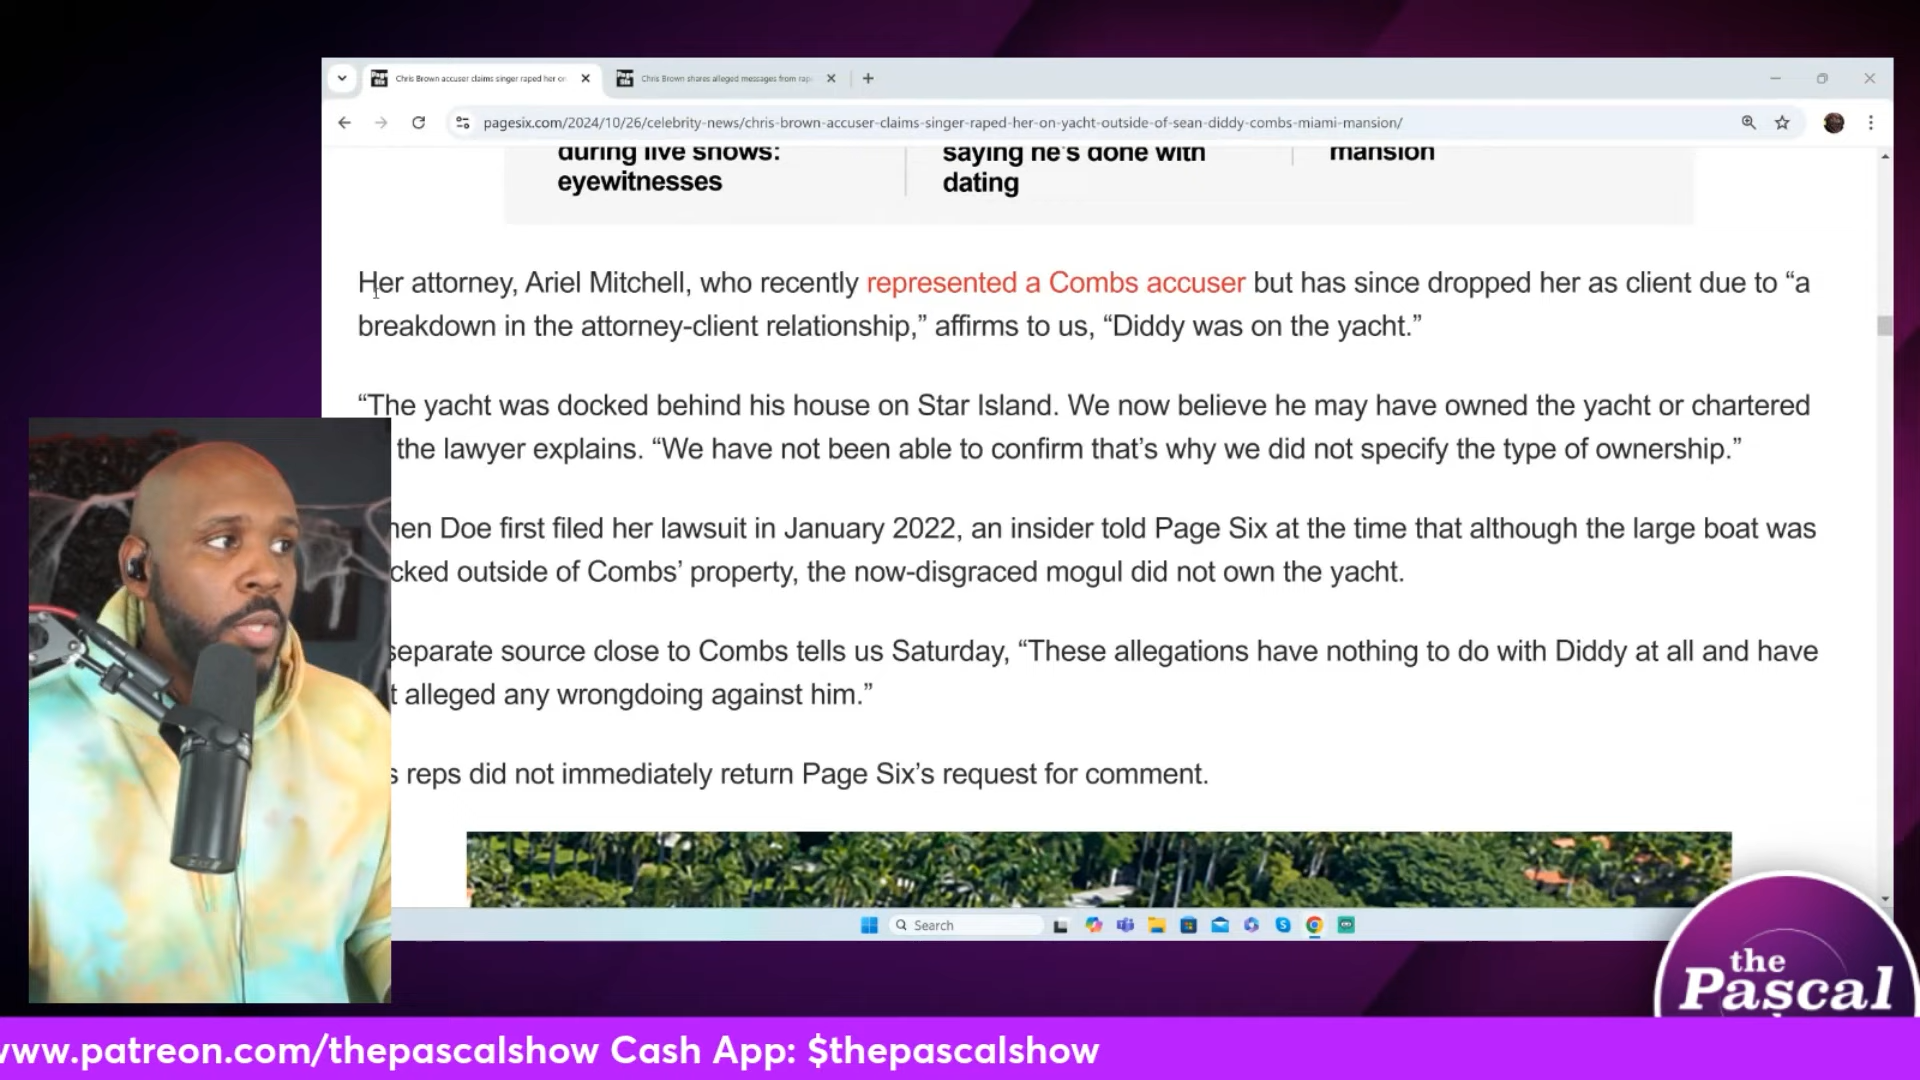 Chris Brown accuser claims singer raped her on
Chris Brown shares alleged messages from rap
pagesix.com/2024/10/26/celebrity-news/chris-brown-accuser-claims-singer-raped-her-on-yacht-outside-of-sean-diddy-combs-miami-mansion/
during live shows:
eyewitnesses
saying he's done with
dating
mansion
Her attorney, Ariel Mitchell, who recently represented a Combs accuser but has since dropped her as client due to “a
breakdown in the attorney-client relationship,” affirms to us, “Diddy was on the yacht.”
“The yacht was docked behind his house on Star Island. We now believe he may have owned the yacht or chartered
the lawyer explains. “We have not been able to confirm that’s why we did not specify the type of ownership.”
hen Doe first filed her lawsuit in January 2022, an insider told Page Six at the time that although the large boat was
cked outside of Combs’ property, the now-disgraced mogul did not own the yacht.
separate source close to Combs tells us Saturday, “These allegations have nothing to do with Diddy at all and have
t alleged any wrongdoing against him.”
s reps did not immediately return Page Six’s request for comment.
Search
the
Pascal
www.patreon.com/thepascalshow Cash App: $thepascalshow